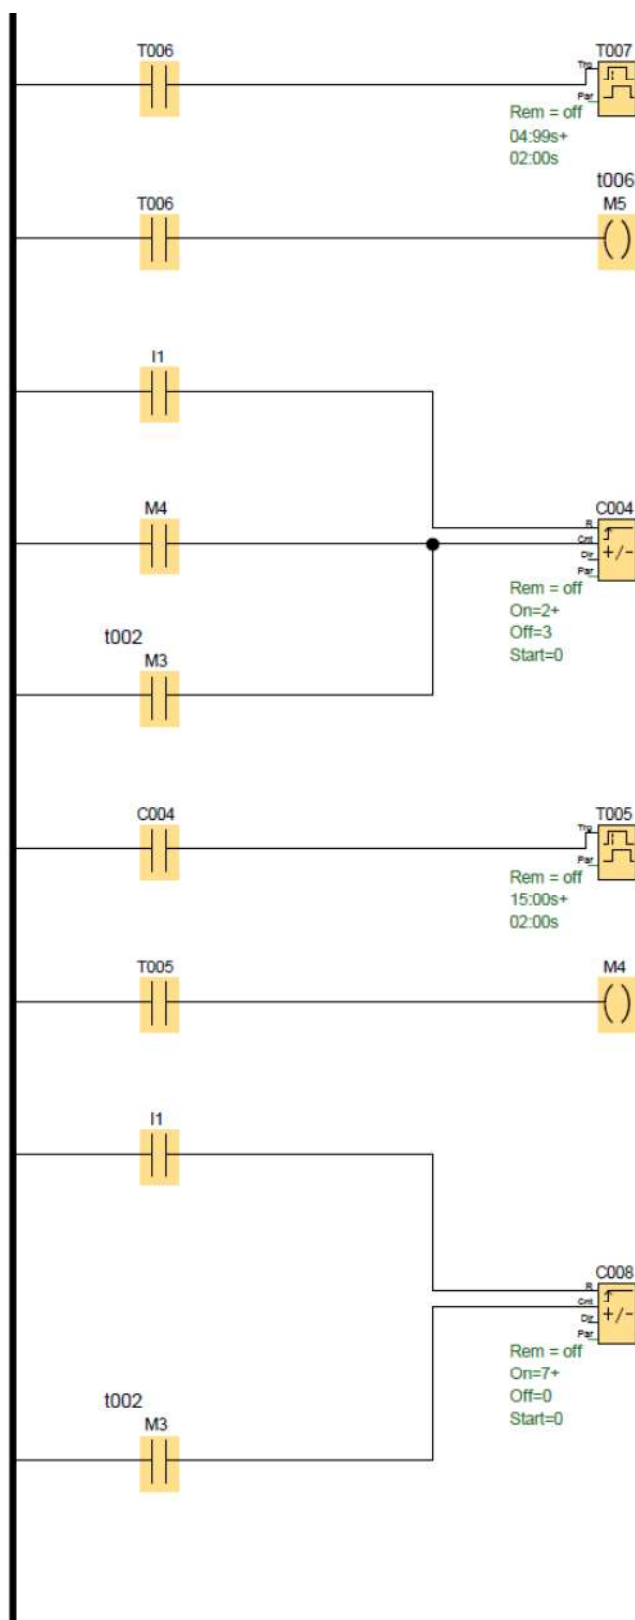 T006
T007
Trg
Par
Rem = off
04:99s+
02:00s
t006
T006
M5
I1
M4
C004
R
Cnt
Dir
Par
+/-
Rem = off
On=2+
Off=3
Start=0
t002
M3
C004
T005
Trg
Par
Rem = off
15:00s+
02:00s
T005
M4
I1
C008
R
Cnt
Dir
Par
+/-
Rem = off
On=7+
Off=0
Start=0
t002
M3